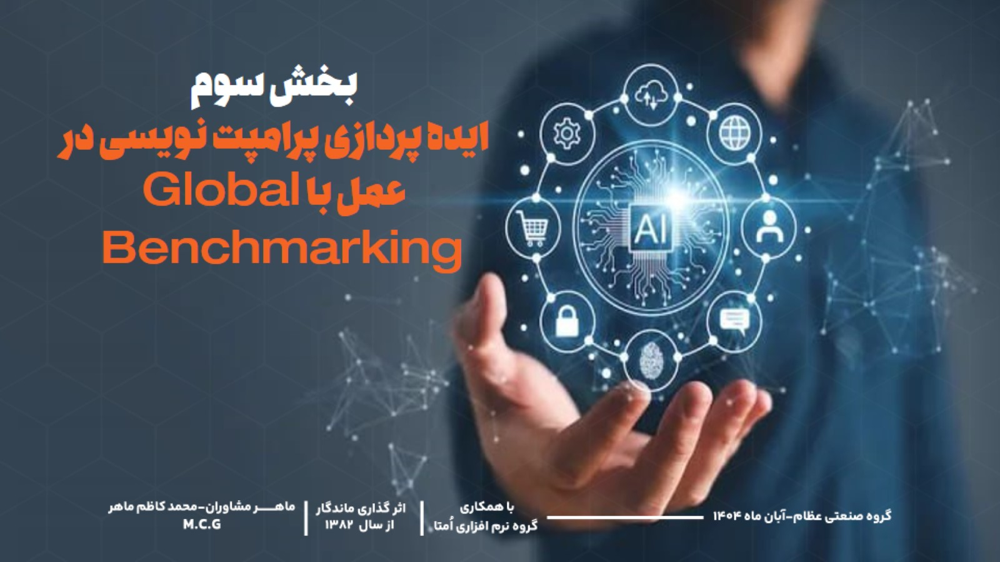 بخش سوم
ایده پردازی پرامپت نویسی در
عمل با Global
Benchmarking
AI
گروه صنعتی عظام-آبان ماه ۱۴۰۴
با همکاری
گروه نرم افزاری اُمتا
اثر گذاری ماندگار
از سال ۱۳۸۲
ماهـــر مشاوران-محمد کاظم ماهر
M.C.G